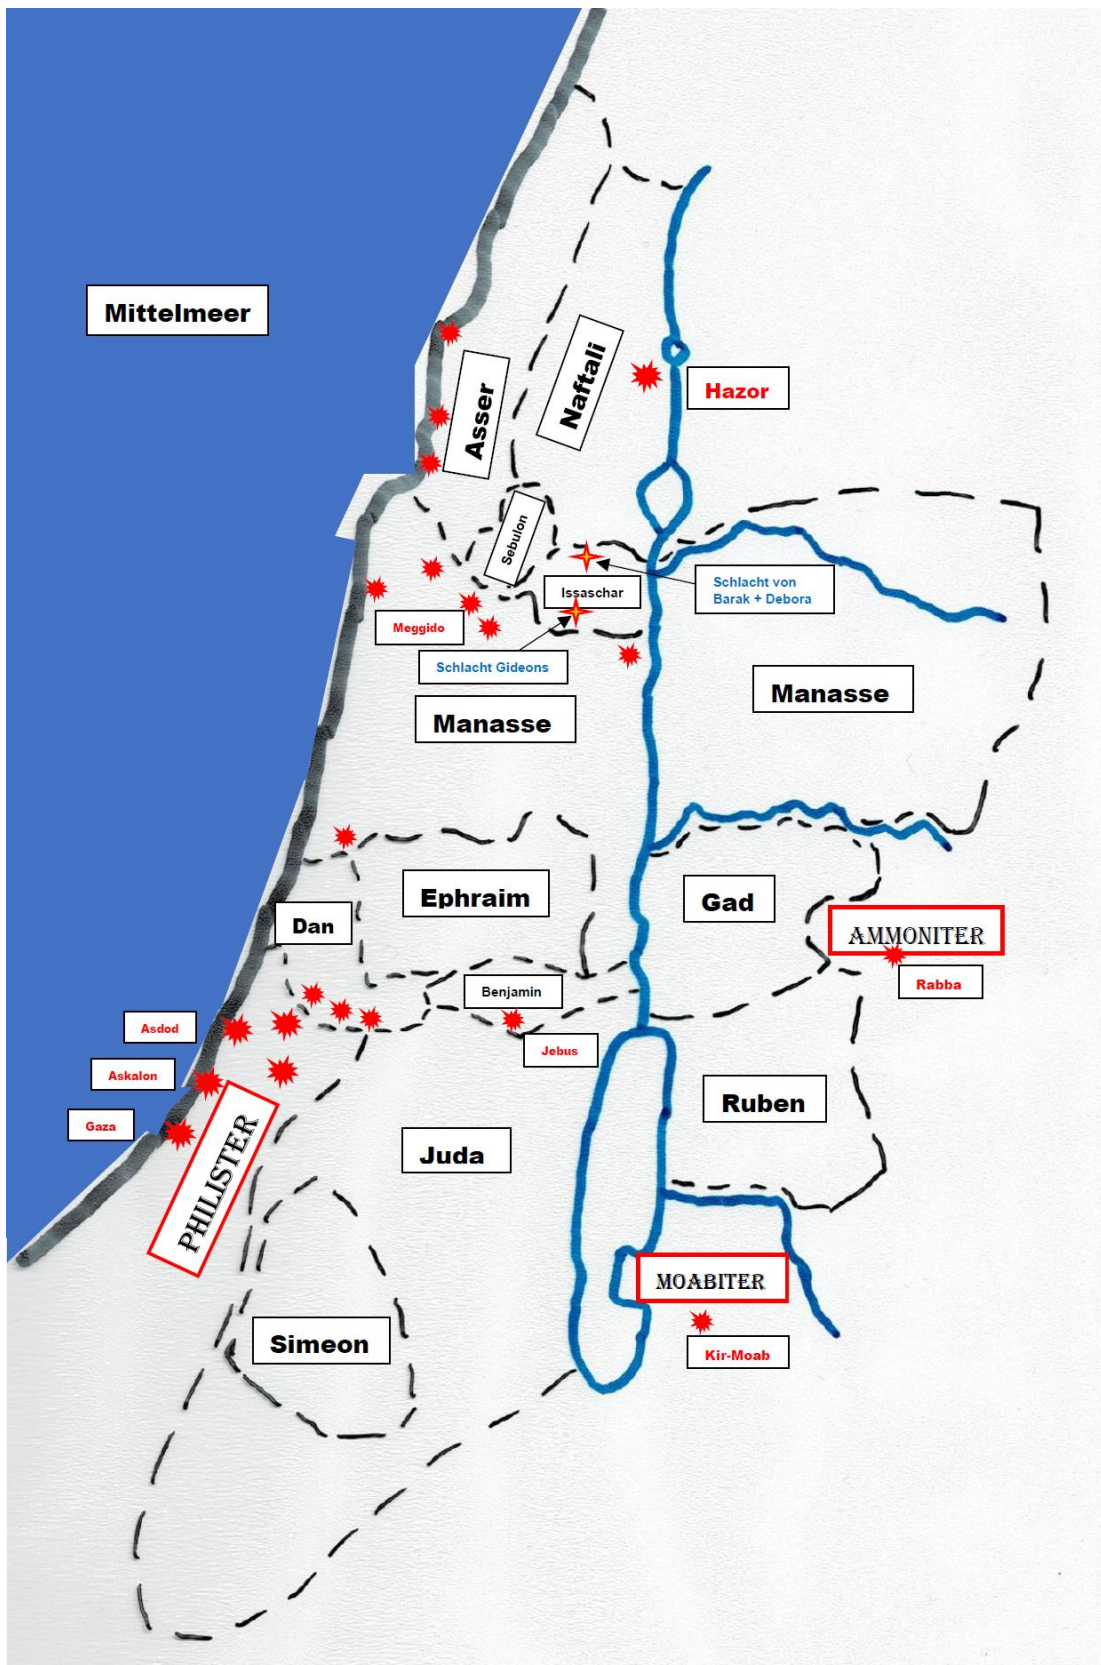 Mittelmeer
Asser
Naftali
Hazor
Sebulon
Issaschar
Schlacht von
Barak + Debora
Meggido
Schlacht Gideons
Manasse
Manasse
Ephraim
Gad
Dan
AMMONITER
Rabba
Benjamin
Asdod
Jebus
Askalon
Gaza
PHILISTER
Ruben
Juda
MOABITER
Simeon
Kir-Moab